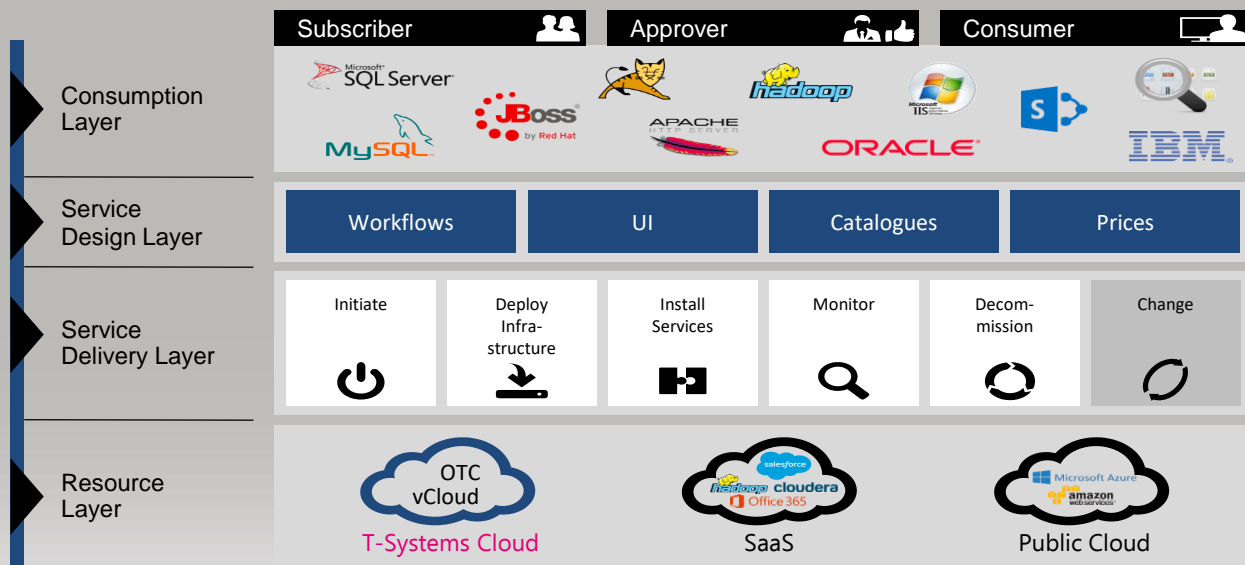 Subscriber
Approver
Consumer
Consumption
Layer
Microsoft®
SQL Server
MySQL
JBoss
by Red Hat
APACHE
HTTP SERVER
hadoop
ORACLE
Microsoft
IIS
S
IBM
Service
Design Layer
Workflows
UI
Catalogues
Prices
Service
Delivery Layer
Initiate
Deploy
Infra-
structure
Install
Services
Monitor
Decom-
mission
Change
Resource
Layer
OTC
vCloud
T-Systems Cloud
salesforce
hadoop cloudera
Office 365
SaaS
Microsoft Azure
amazon
web services
Public Cloud